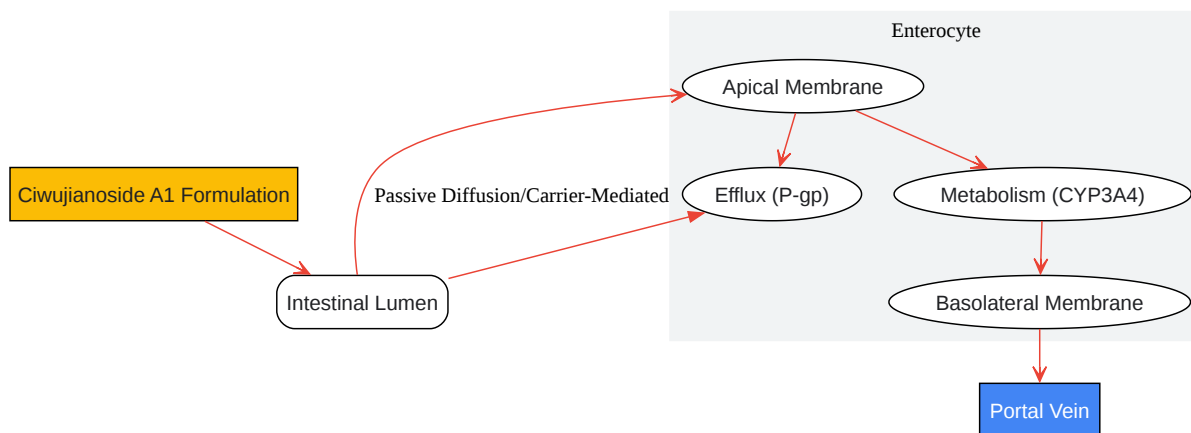 Enterocyte
Apical Membrane
Ciwujianoside A1 Formulation
Passive Diffusion/Carrier-Mediated
Efflux (P-gp)
Metabolism (CYP3A4)
Intestinal Lumen
Basolateral Membrane
Portal Vein